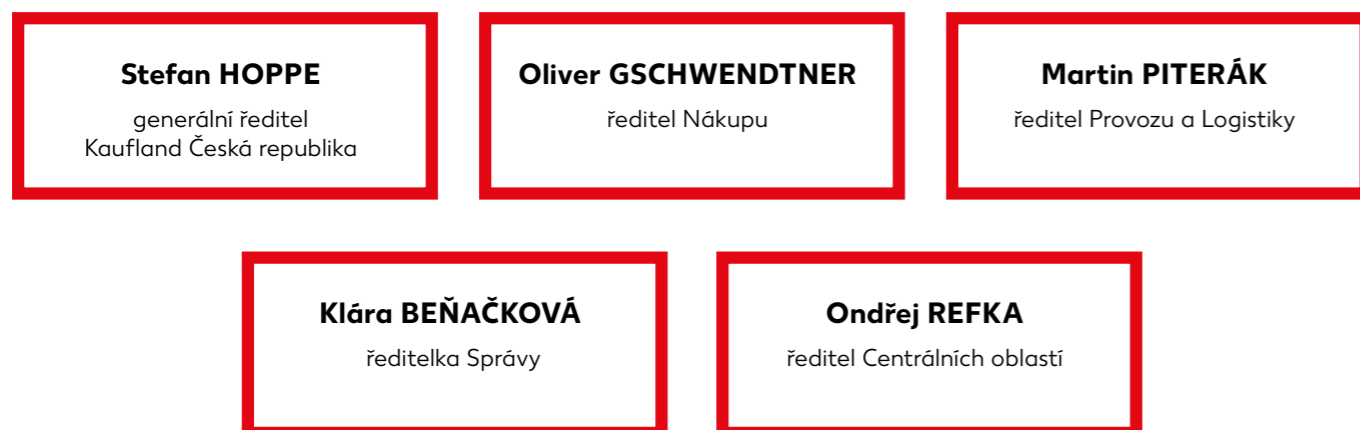 Stefan HOPPE
generální ředitel
Kaufland Česká republika
Oliver GSCHWENDTNER
ředitel Nákupu
Martin PITERÁK
ředitel Provozu a Logistiky
Klára BEŇAČKOVÁ
ředitelka Správy
Ondřej REFKA
ředitel Centrálních oblastí